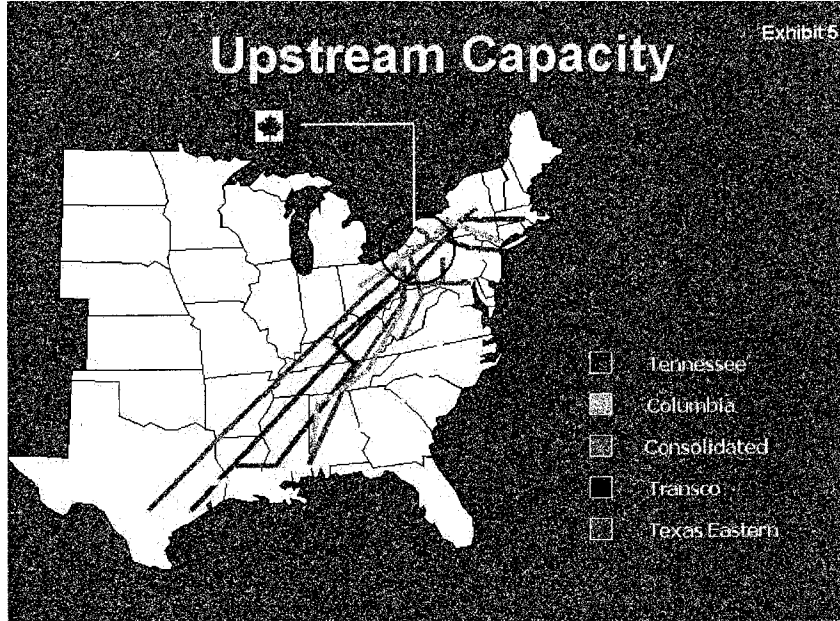 Exhibit 5
Upstream Capacity
Tennessee
Columbia
Consolidated
Transco
Texas Eastern